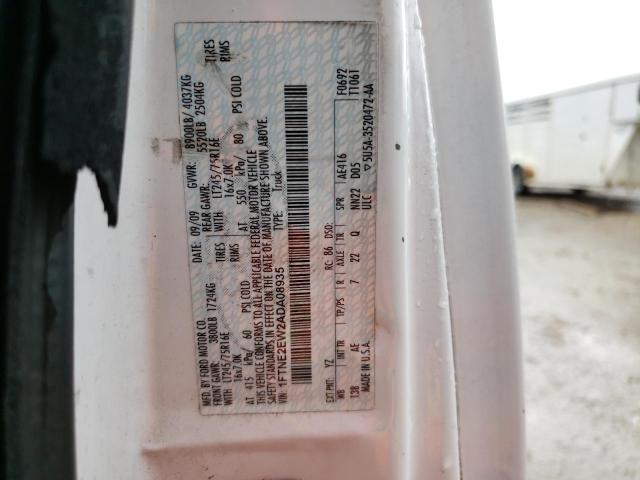 MFD. BY FORD MOTOR CO.
DATE: 09/09 GVWR: 8900LB/ 4037KG
FRONT GAWR: 3800LB 1724KG REAR GAWR: 5520LB 2504KG
WITH LT245/75R16E TIRES WITH LT245/75R16E TIRES
16x7.0K RIMS 16x7.0K RIMS
AT 415 kPa/ 60 PSI COLD AT 550 kPa/ 80 PSI COLD
THIS VEHICLE CONFORMS TO ALL APPLICABLE FEDERAL MOTOR VEHICLE
SAFETY STANDARDS IN EFFECT ON THE DATE OF MANUFACTURE SHOWN ABOVE.
VIN: 1FTNE2EW2ADA08935 TYPE: Truck
F0692
T1061
EXT PNT: YZ RC: B6 DSO:
WB INT TR TP/PS R AXLE TR SPR AE416
138 AE 7 22 Q NN22 D05
MADE IN U.S.A. ULC ▽5U5A-3520472-AA